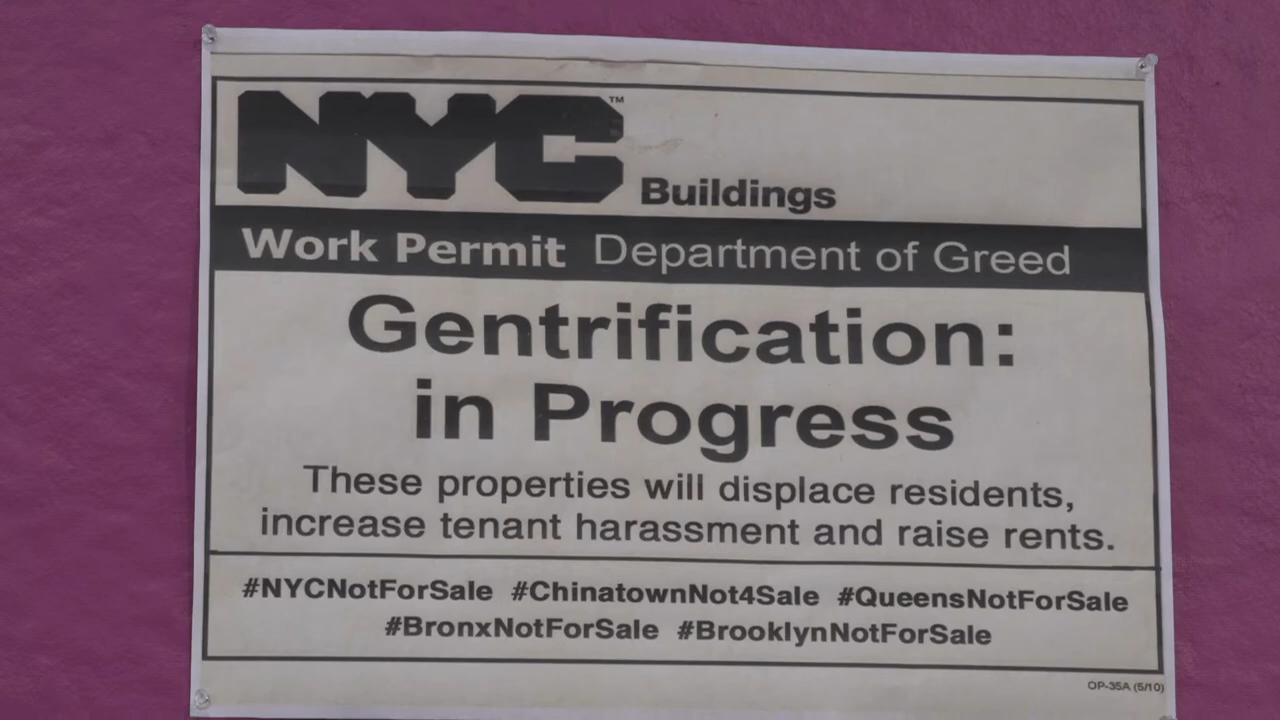 NYC™ Buildings
Work Permit Department of Greed
Gentrification:
in Progress
These properties will displace residents,
increase tenant harassment and raise rents.
#NYCNotForSale #ChinatownNot4Sale #QueensNotForSale
#BronxNotForSale #BrooklynNotForSale
OP-35A (5/10)